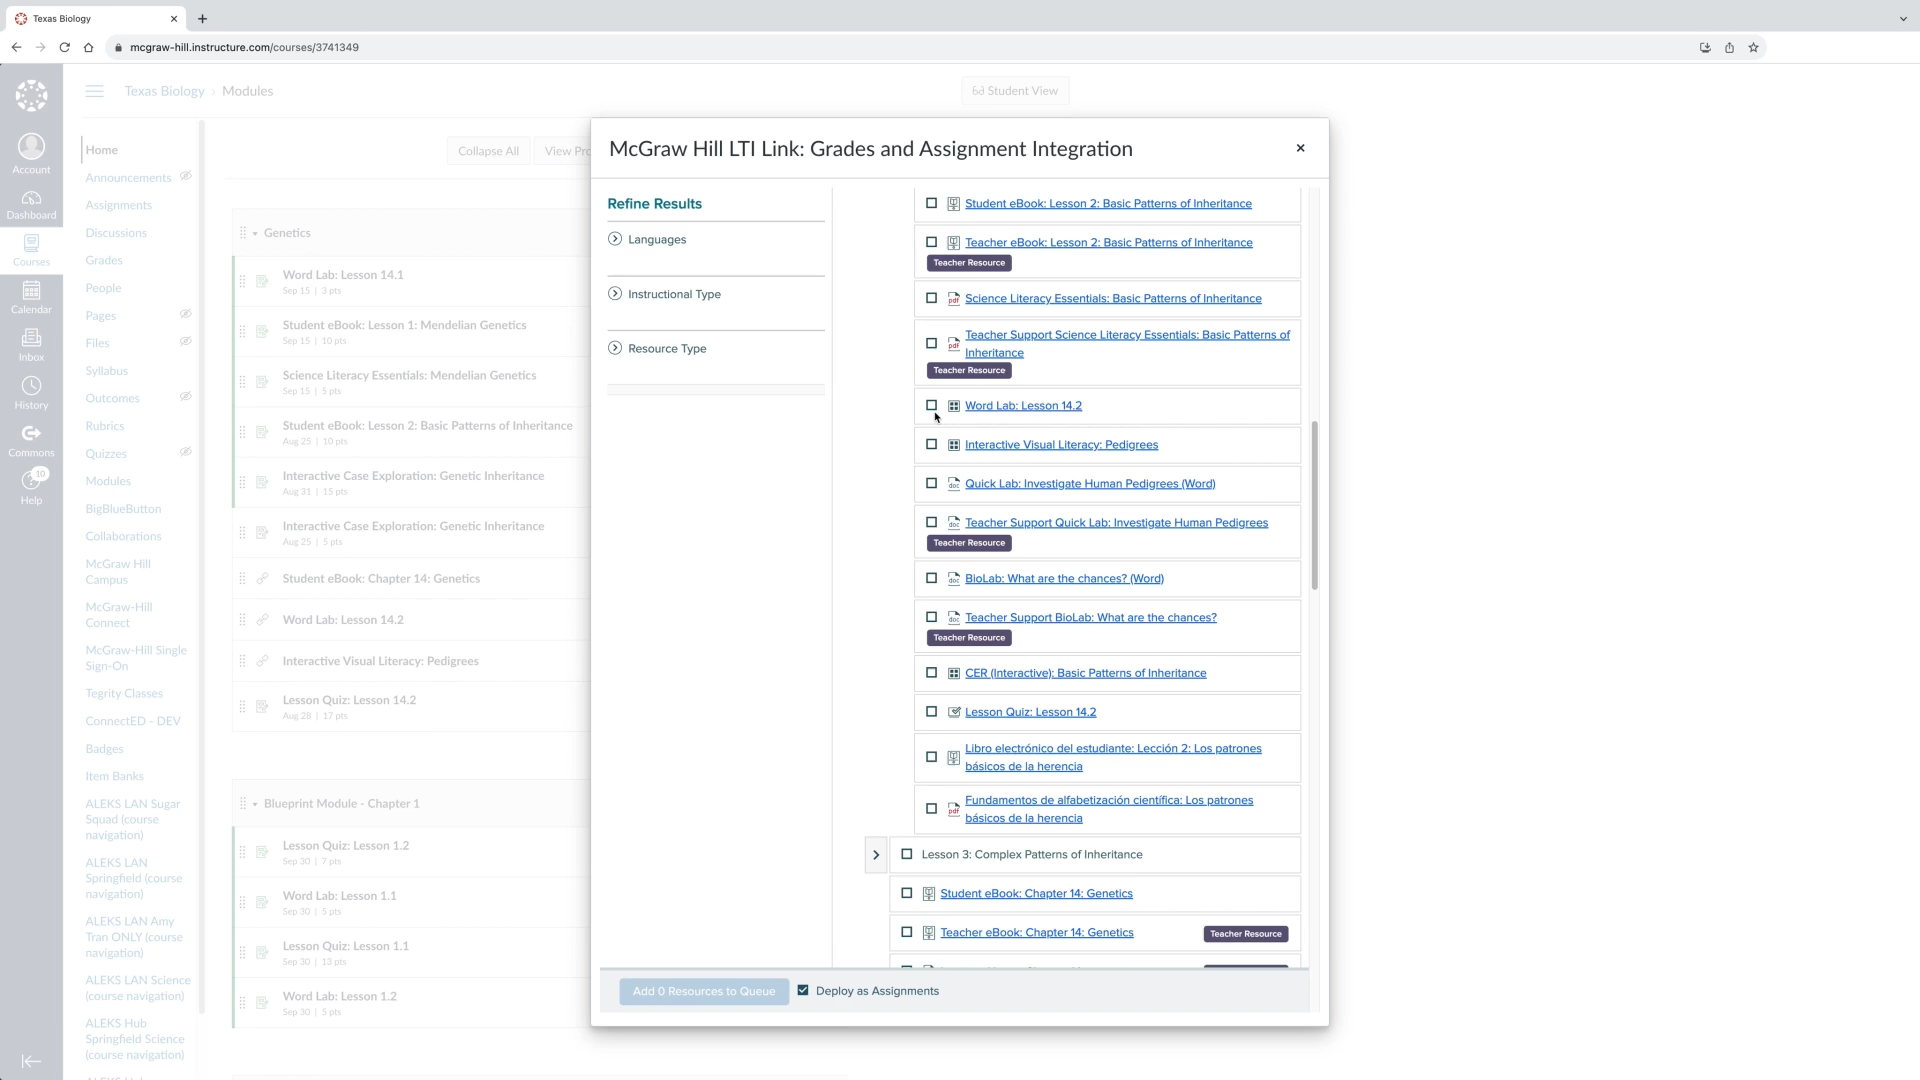 Texas Biology
mcgraw-hill.instructure.com/courses/3741349
Account
Dashboard
Courses
Calendar
Inbox
History
Commons
10
Help
Texas Biology > Modules
Student View
Home
Announcements
Assignments
Discussions
Grades
People
Pages
Files
Syllabus
Outcomes
Rubrics
Quizzes
Modules
BigBlueButton
Collaborations
McGraw Hill
Campus
McGraw-Hill
Connect
McGraw-Hill Single
Sign-On
Tegrity Classes
ConnectED - DEV
Badges
Item Banks
ALEKS LAN Sugar
Squad (course
navigation)
ALEKS LAN
Springfield (course
navigation)
ALEKS LAN Amy
Tran ONLY (course
navigation)
ALEKS LAN Science
(course navigation)
ALEKS Hub
Springfield Science
(course navigation)
Collapse All
View Pro
Genetics
Word Lab: Lesson 14.1
Sep 15 | 3 pts
Student eBook: Lesson 1: Mendelian Genetics
Sep 15 | 10 pts
Science Literacy Essentials: Mendelian Genetics
Sep 15 | 5 pts
Student eBook: Lesson 2: Basic Patterns of Inheritance
Aug 25 | 10 pts
Interactive Case Exploration: Genetic Inheritance
Aug 31 | 15 pts
Interactive Case Exploration: Genetic Inheritance
Aug 25 | 5 pts
Student eBook: Chapter 14: Genetics
Word Lab: Lesson 14.2
Interactive Visual Literacy: Pedigrees
Lesson Quiz: Lesson 14.2
Aug 28 | 17 pts
Blueprint Module - Chapter 1
Lesson Quiz: Lesson 1.2
Sep 30 | 7 pts
Word Lab: Lesson 1.1
Sep 30 | 5 pts
Lesson Quiz: Lesson 1.1
Sep 30 | 13 pts
Word Lab: Lesson 1.2
Sep 30 | 5 pts
McGraw Hill LTI Link: Grades and Assignment Integration
Refine Results
Languages
Instructional Type
Resource Type
Student eBook: Lesson 2: Basic Patterns of Inheritance
Teacher eBook: Lesson 2: Basic Patterns of Inheritance
Teacher Resource
pdf Science Literacy Essentials: Basic Patterns of Inheritance
pdf Teacher Support Science Literacy Essentials: Basic Patterns of
Inheritance
Teacher Resource
Word Lab: Lesson 14.2
Interactive Visual Literacy: Pedigrees
doc Quick Lab: Investigate Human Pedigrees (Word)
doc Teacher Support Quick Lab: Investigate Human Pedigrees
Teacher Resource
doc BioLab: What are the chances? (Word)
doc Teacher Support BioLab: What are the chances?
Teacher Resource
CER (Interactive): Basic Patterns of Inheritance
Lesson Quiz: Lesson 14.2
Libro electrónico del estudiante: Lección 2: Los patrones
básicos de la herencia
pdf Fundamentos de alfabetización científica: Los patrones
básicos de la herencia
Lesson 3: Complex Patterns of Inheritance
Student eBook: Chapter 14: Genetics
Teacher eBook: Chapter 14: Genetics
Teacher Resource
Add 0 Resources to Queue
Deploy as Assignments